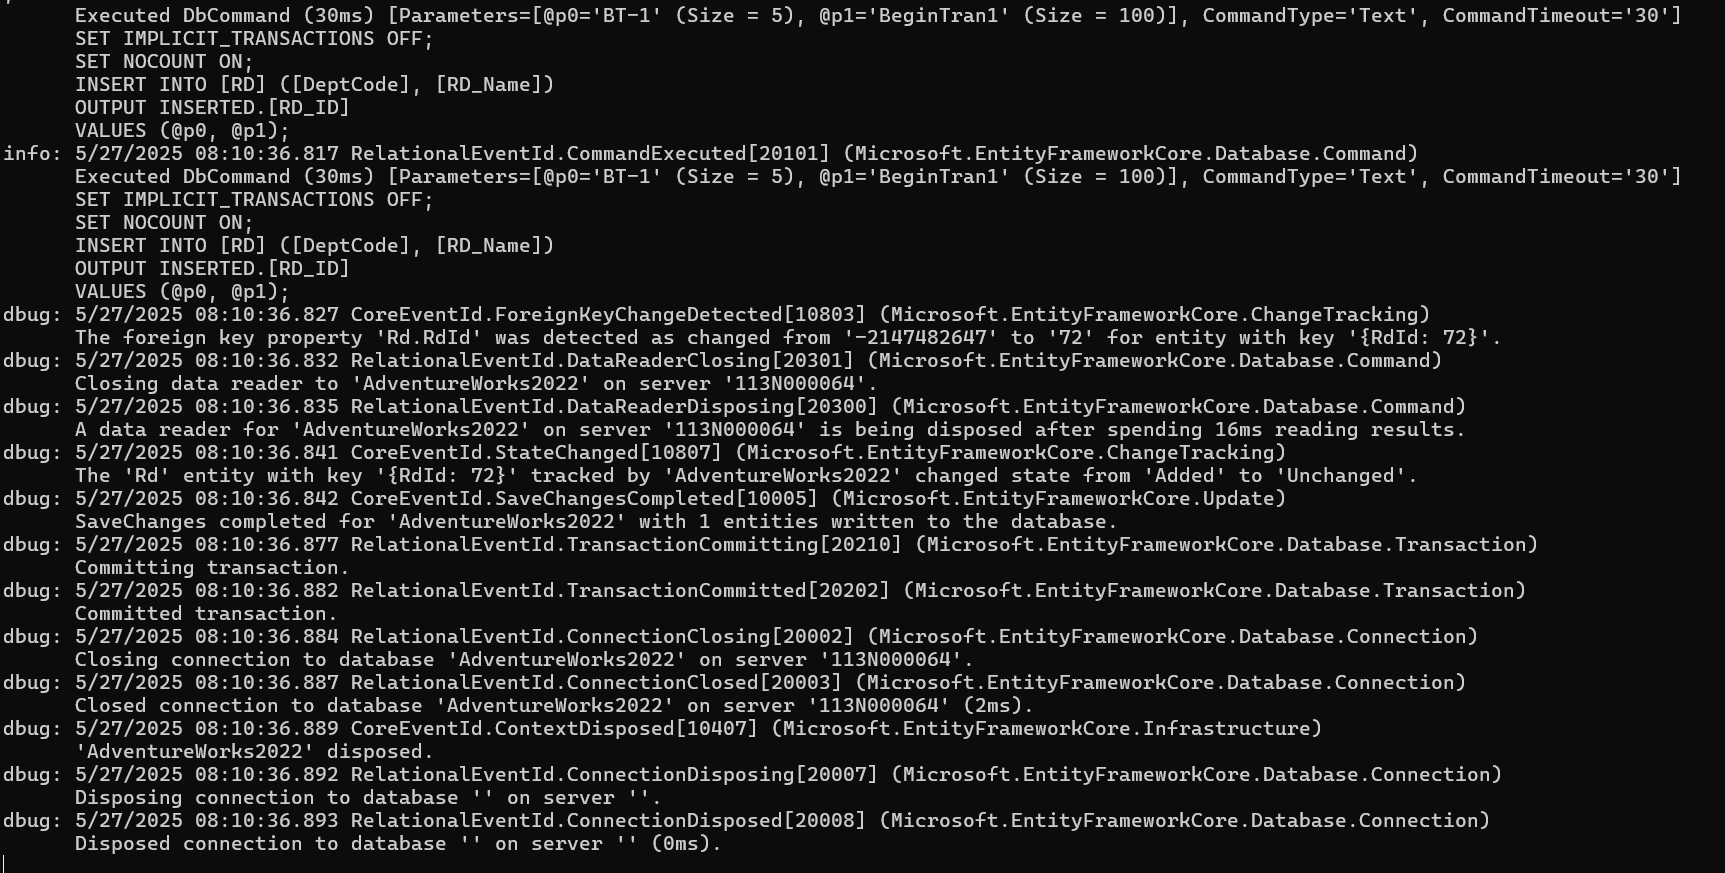 Executed DbCommand (30ms) [Parameters=[@p0='BT-1' (Size = 5), @p1='BeginTran1' (Size = 100)], CommandType='Text', CommandTimeout='30']
SET IMPLICIT_TRANSACTIONS OFF;
SET NOCOUNT ON;
INSERT INTO [RD] ([DeptCode], [RD_Name])
OUTPUT INSERTED.[RD_ID]
VALUES (@p0, @p1);
info: 5/27/2025 08:10:36.817 RelationalEventId.CommandExecuted[20101] (Microsoft.EntityFrameworkCore.Database.Command)
Executed DbCommand (30ms) [Parameters=[@p0='BT-1' (Size = 5), @p1='BeginTran1' (Size = 100)], CommandType='Text', CommandTimeout='30']
SET IMPLICIT_TRANSACTIONS OFF;
SET NOCOUNT ON;
INSERT INTO [RD] ([DeptCode], [RD_Name])
OUTPUT INSERTED.[RD_ID]
VALUES (@p0, @p1);
dbug: 5/27/2025 08:10:36.827 CoreEventId.ForeignKeyChangeDetected[10803] (Microsoft.EntityFrameworkCore.ChangeTracking)
The foreign key property 'Rd.RdId' was detected as changed from '-2147482647' to '72' for entity with key '{RdId: 72}'.
dbug: 5/27/2025 08:10:36.832 RelationalEventId.DataReaderClosing[20301] (Microsoft.EntityFrameworkCore.Database.Command)
Closing data reader to 'AdventureWorks2022' on server '113N000064'.
dbug: 5/27/2025 08:10:36.835 RelationalEventId.DataReaderDisposing[20300] (Microsoft.EntityFrameworkCore.Database.Command)
A data reader for 'AdventureWorks2022' on server '113N000064' is being disposed after spending 16ms reading results.
dbug: 5/27/2025 08:10:36.841 CoreEventId.StateChanged[10807] (Microsoft.EntityFrameworkCore.ChangeTracking)
The 'Rd' entity with key '{RdId: 72}' tracked by 'AdventureWorks2022' changed state from 'Added' to 'Unchanged'.
dbug: 5/27/2025 08:10:36.842 CoreEventId.SaveChangesCompleted[10005] (Microsoft.EntityFrameworkCore.Update)
SaveChanges completed for 'AdventureWorks2022' with 1 entities written to the database.
dbug: 5/27/2025 08:10:36.877 RelationalEventId.TransactionCommitting[20210] (Microsoft.EntityFrameworkCore.Database.Transaction)
Committing transaction.
dbug: 5/27/2025 08:10:36.882 RelationalEventId.TransactionCommitted[20202] (Microsoft.EntityFrameworkCore.Database.Transaction)
Committed transaction.
dbug: 5/27/2025 08:10:36.884 RelationalEventId.ConnectionClosing[20002] (Microsoft.EntityFrameworkCore.Database.Connection)
Closing connection to database 'AdventureWorks2022' on server '113N000064'.
dbug: 5/27/2025 08:10:36.887 RelationalEventId.ConnectionClosed[20003] (Microsoft.EntityFrameworkCore.Database.Connection)
Closed connection to database 'AdventureWorks2022' on server '113N000064' (2ms).
dbug: 5/27/2025 08:10:36.889 CoreEventId.ContextDisposed[10407] (Microsoft.EntityFrameworkCore.Infrastructure)
'AdventureWorks2022' disposed.
dbug: 5/27/2025 08:10:36.892 RelationalEventId.ConnectionDisposing[20007] (Microsoft.EntityFrameworkCore.Database.Connection)
Disposing connection to database '' on server ''.
dbug: 5/27/2025 08:10:36.893 RelationalEventId.ConnectionDisposed[20008] (Microsoft.EntityFrameworkCore.Database.Connection)
Disposed connection to database '' on server '' (0ms).